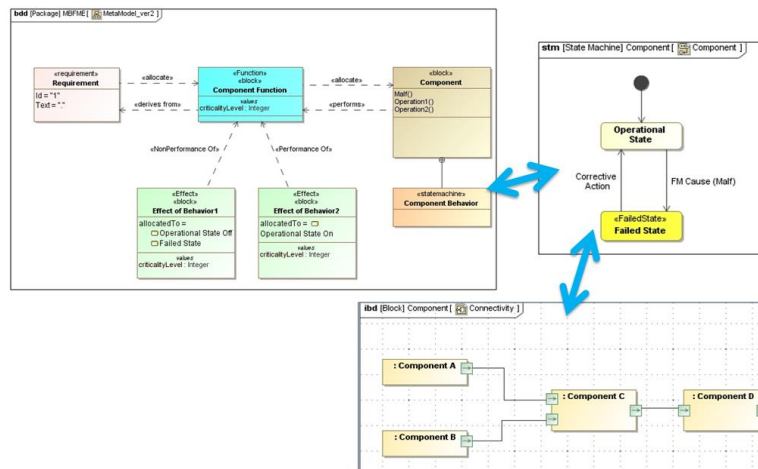 bdd [Package] MBFME[ MetaModel_ver2 ]
«requirement»
Requirement
Id = "1"
Text = "."
«allocate»
«derives from»
«Function»
«block»
Component Function
values
criticalityLevel : Integer
«allocate»
«performs»
«block»
Component
Malf()
Operation1()
Operation2()
«NonPerformance Of»
«Performance Of»
«Effect»
«block»
Effect of Behavior1
allocatedTo =
Operational State Off
Failed State
values
criticalityLevel : Integer
«Effect»
«block»
Effect of Behavior2
allocatedTo =
Operational State On
values
criticalityLevel : Integer
«statemachine»
Component Behavior
stm [State Machine] Component[ Component ]
Operational
State
Corrective
Action
FM Cause (Malf)
«FailedState»
Failed State
ibd [Block] Component[ Connectivity ]
: Component A
: Component B
: Component C
: Component D